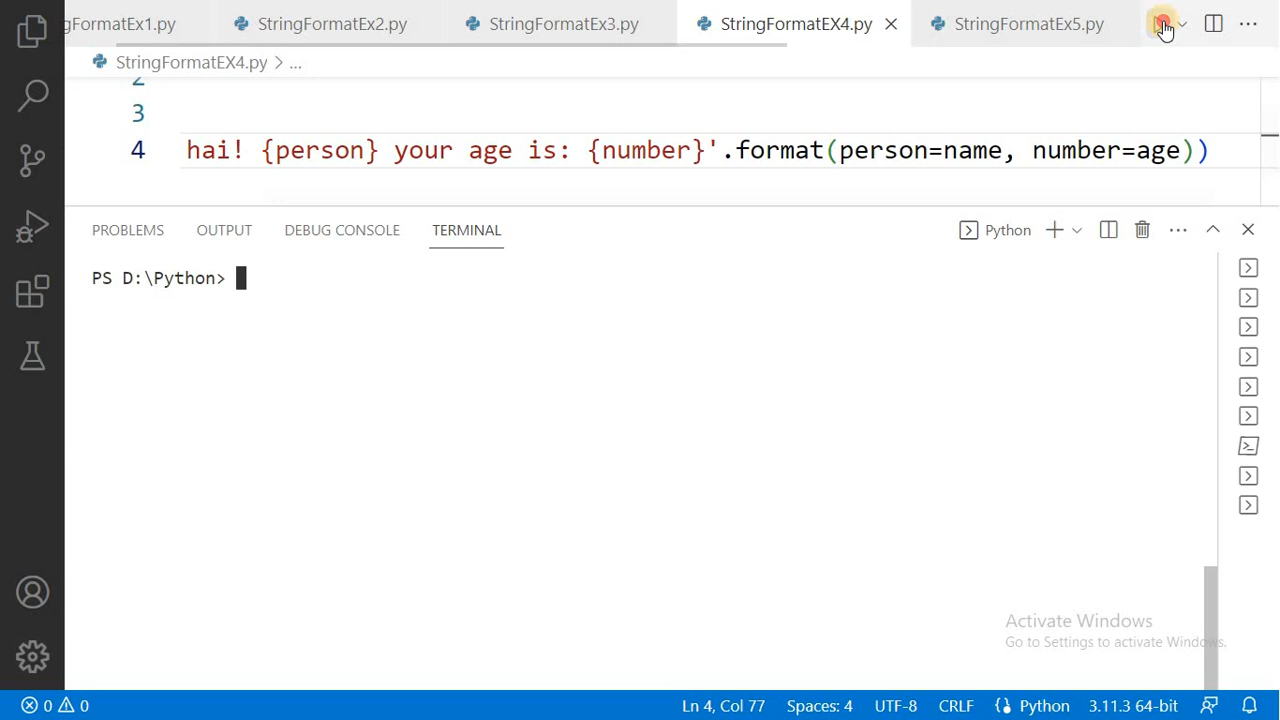 gFormatEx1.py StringFormatEx2.py StringFormatEx3.py StringFormatEX4.py StringFormatEx5.py
StringFormatEX4.py > ...
2
3
4 hai! {person} your age is: {number}'.format(person=name, number=age))
PROBLEMS OUTPUT DEBUG CONSOLE TERMINAL Python
PS D:\Python>
Activate Windows
Go to Settings to activate Windows.
0 0 Ln 4, Col 77 Spaces: 4 UTF-8 CRLF Python 3.11.3 64-bit